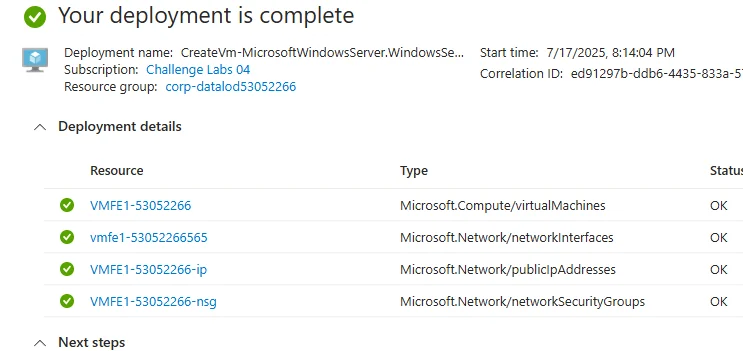 Your deployment is complete
Deployment name: CreateVm-MicrosoftWindowsServer.WindowsSe... Start time: 7/17/2025, 8:14:04 PM
Subscription: Challenge Labs 04 Correlation ID: ed91297b-ddb6-4435-833a-57
Resource group: corp-datalod53052266
Deployment details
Resource Type Status
VMFE1-53052266 Microsoft.Compute/virtualMachines OK
vmfe1-53052266565 Microsoft.Network/networkInterfaces OK
VMFE1-53052266-ip Microsoft.Network/publicIpAddresses OK
VMFE1-53052266-nsg Microsoft.Network/networkSecurityGroups OK
Next steps